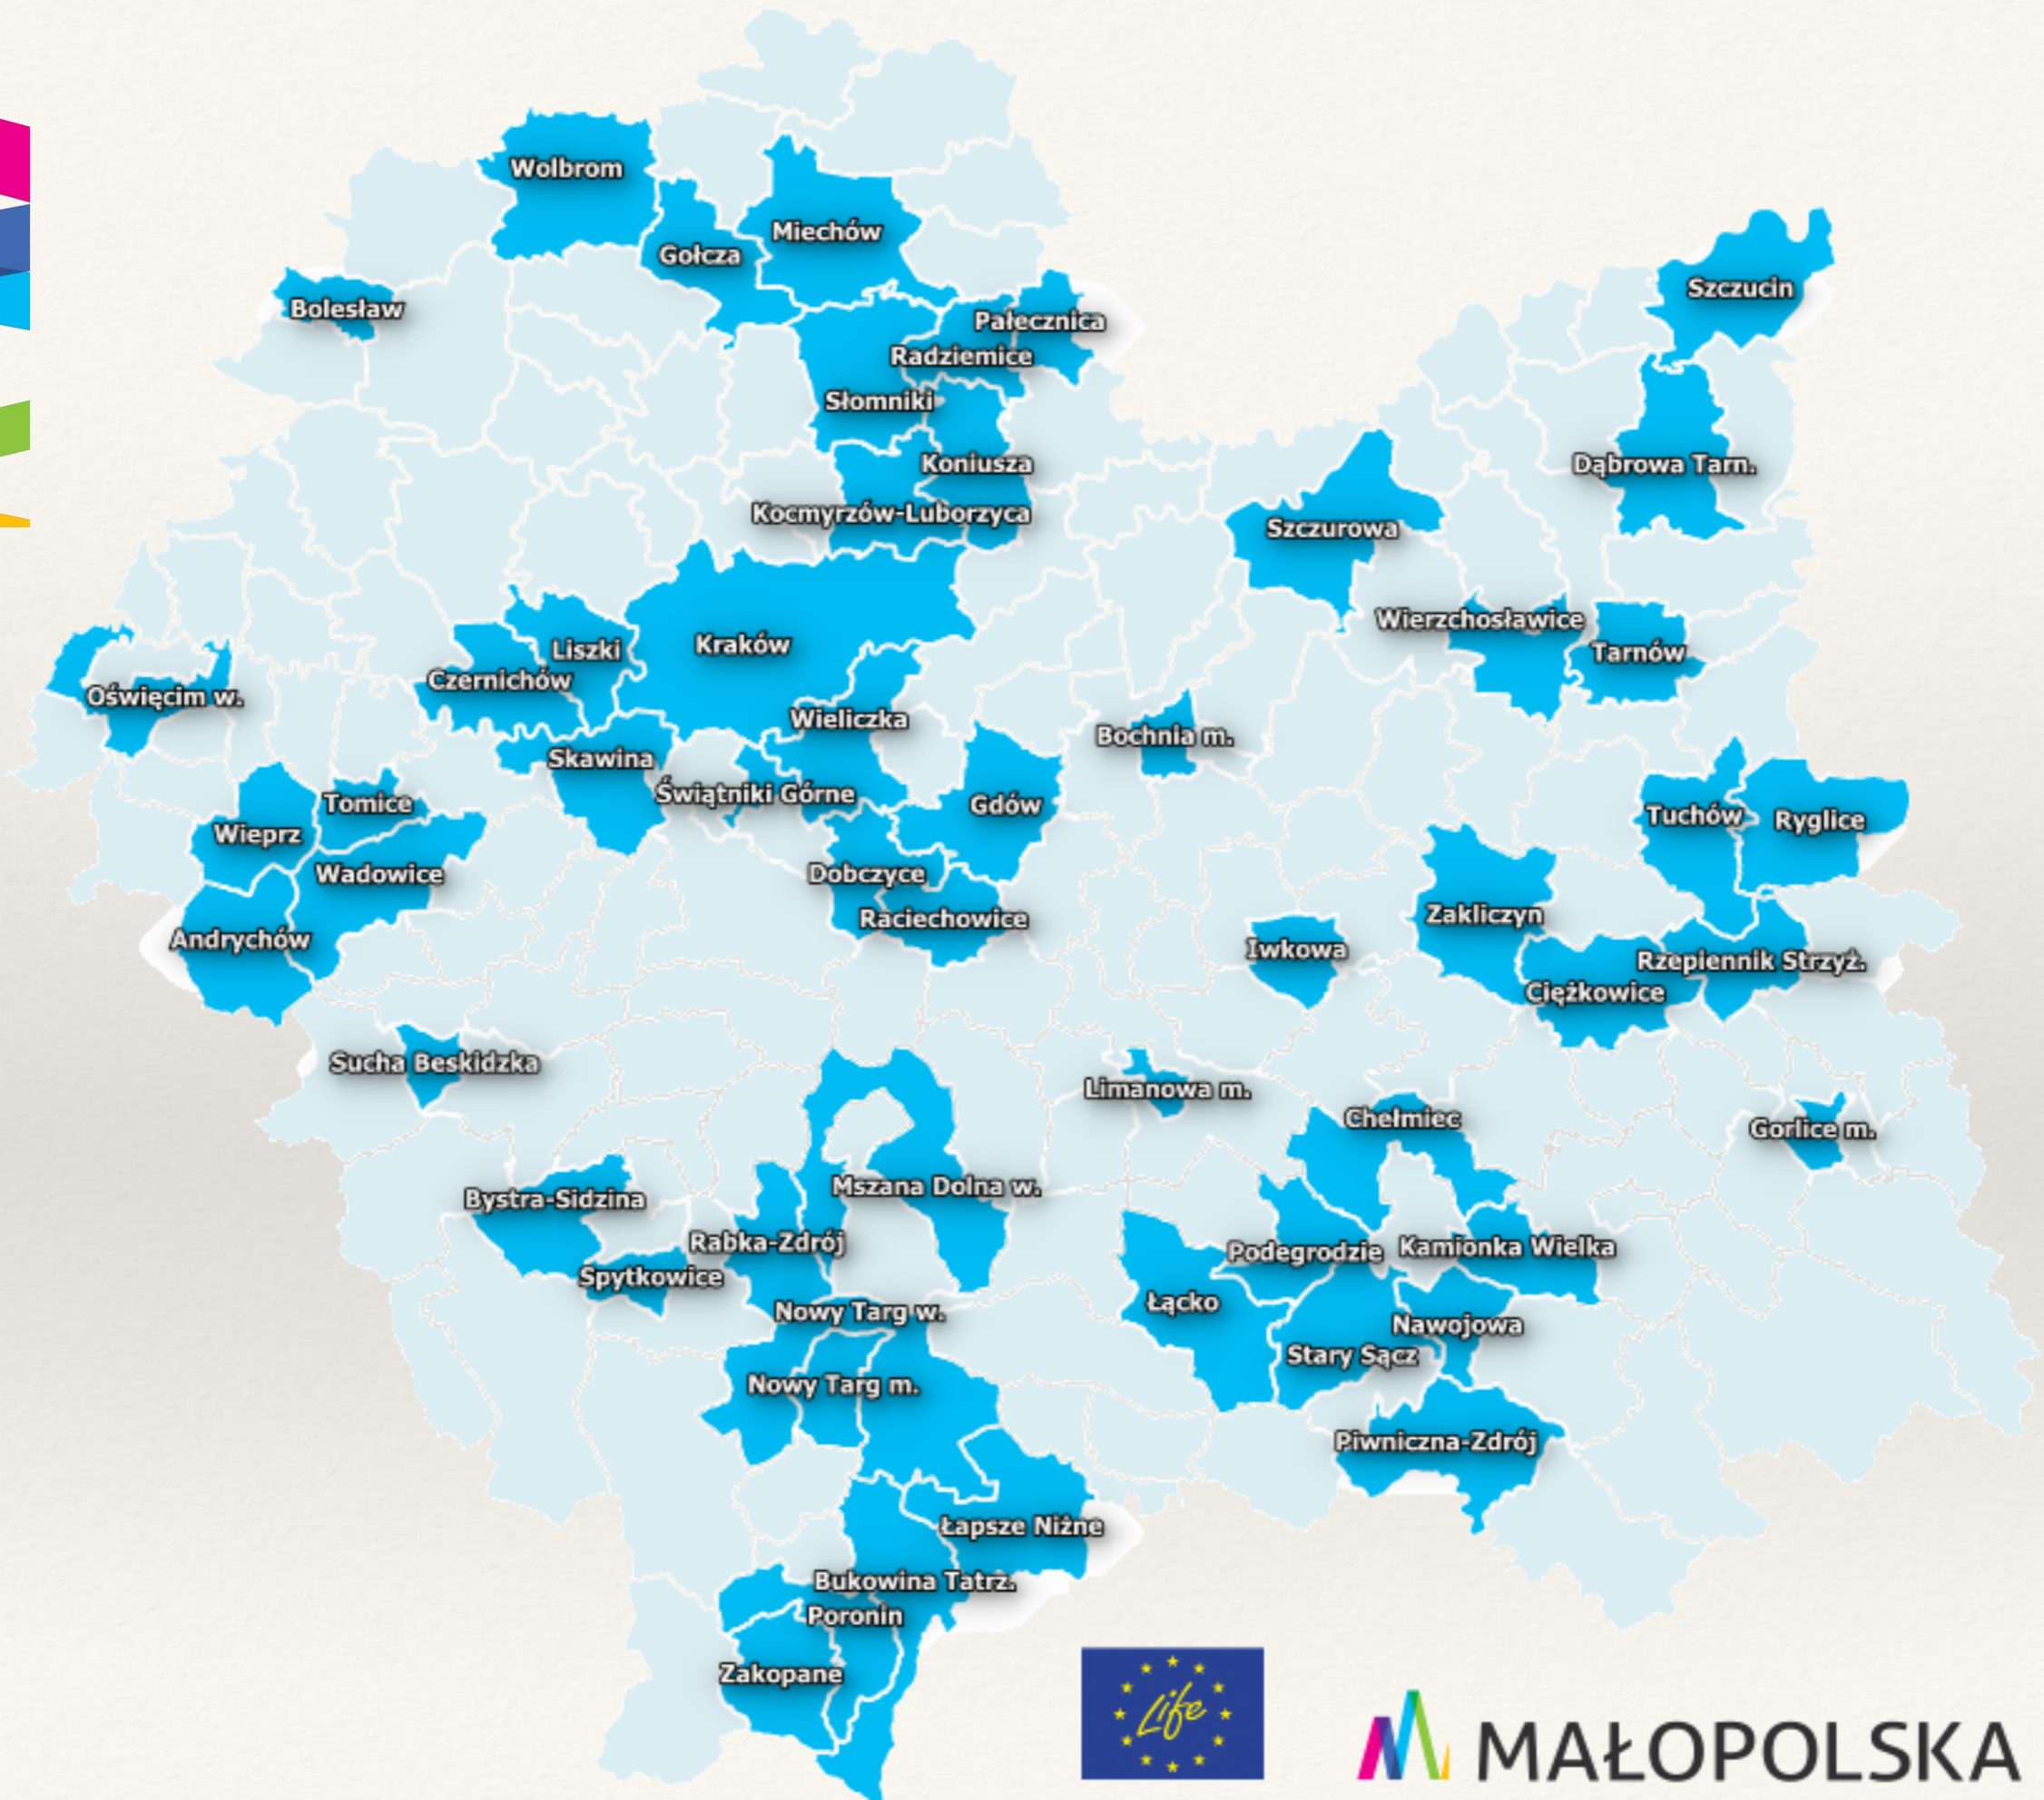 Wolbrom
Miechów
Gołcza
Szczucin
Bolesław
Pałecznica
Radziemice
Słomniki
Koniusza
Dąbrowa Tarn.
Kocmyrzów-Luborzyca
Szczurowa
Wierzchosławice
Kraków
Liszki
Tarnów
Czernichów
Oświęcim w.
Wieliczka
Bochnia m.
Skawina
Świątniki Górne
Tomice
Gdów
Tuchów
Ryglice
Wieprz
Wadowice
Dobczyce
Zakliczyn
Raciechowice
Andrychów
Iwkowa
Rzepiennik Strzyż.
Ciężkowice
Sucha Beskidzka
Limanowa m.
Chełmiec
Gorlice m.
Mszana Dolna w.
Bystra-Sidzina
Rabka-Zdrój
Kamionka Wielka
Podegrodzie
Spytkowice
Łącko
Nowy Targ w.
Nawojowa
Stary Sącz
Nowy Targ m.
Piwniczna-Zdrój
Łapsze Niżne
Bukowina Tatrz.
Poronin
Zakopane
Life
MAŁOPOLSKA